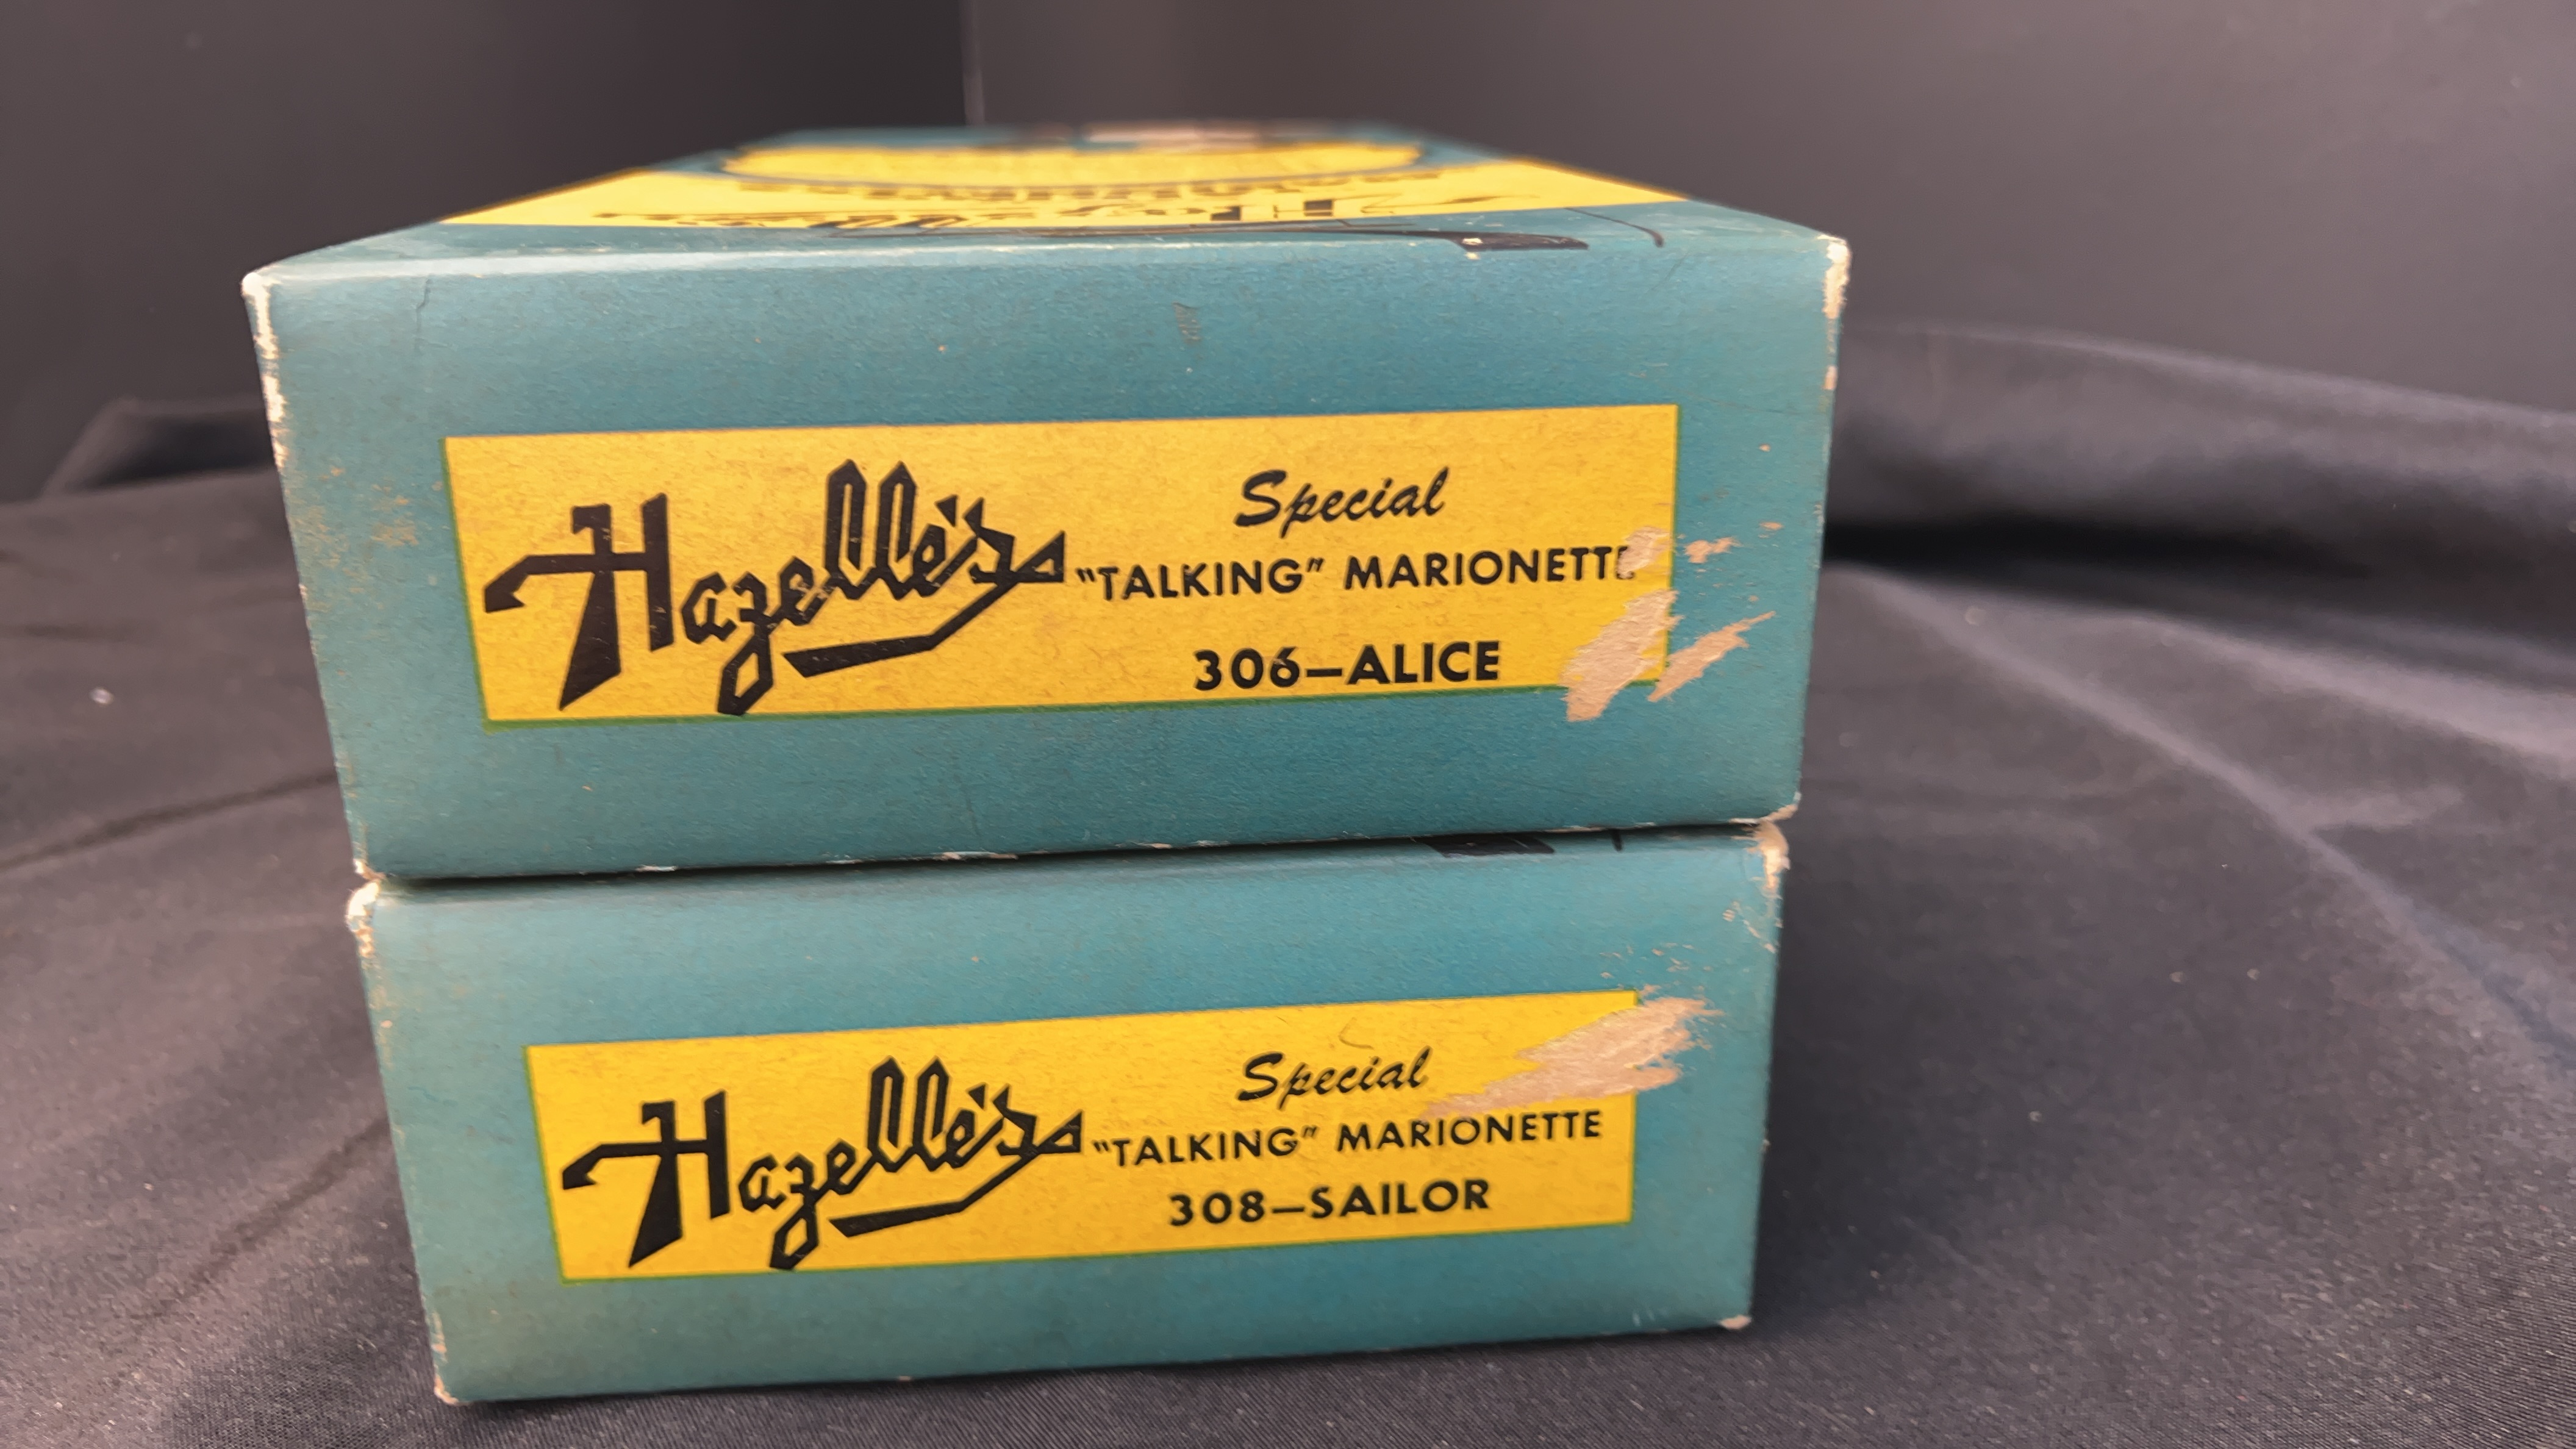 Hazelle's
Special
"TALKING" MARIONETTE
306—ALICE
Hazelle's
Special
"TALKING" MARIONETTE
308—SAILOR